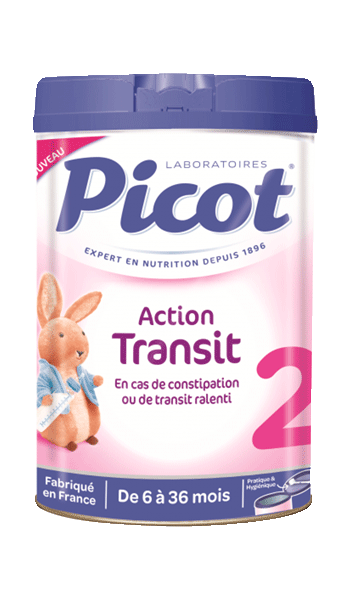 NOUVEAU
LABORATOIRES
Picot®
EXPERT EN NUTRITION DEPUIS 1896
Action
Transit
En cas de constipation
ou de transit ralenti
2
Fabriqué
en France
De 6 à 36 mois
Pratique &
Hygiénique